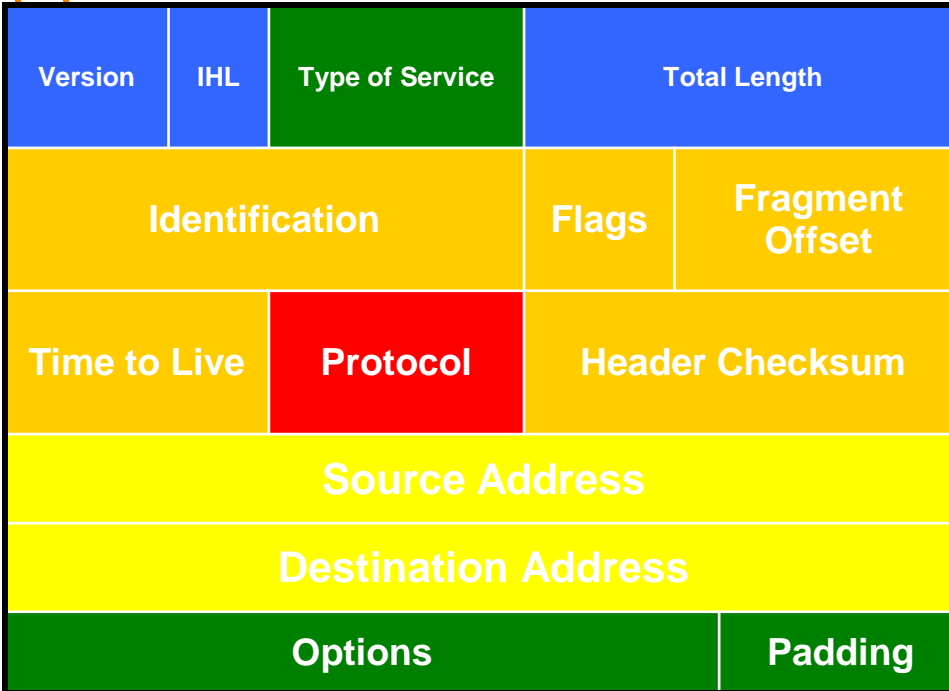 Version IHL Type of Service Total Length
Identification Flags Fragment Offset
Time to Live Protocol Header Checksum
Source Address
Destination Address
Options Padding